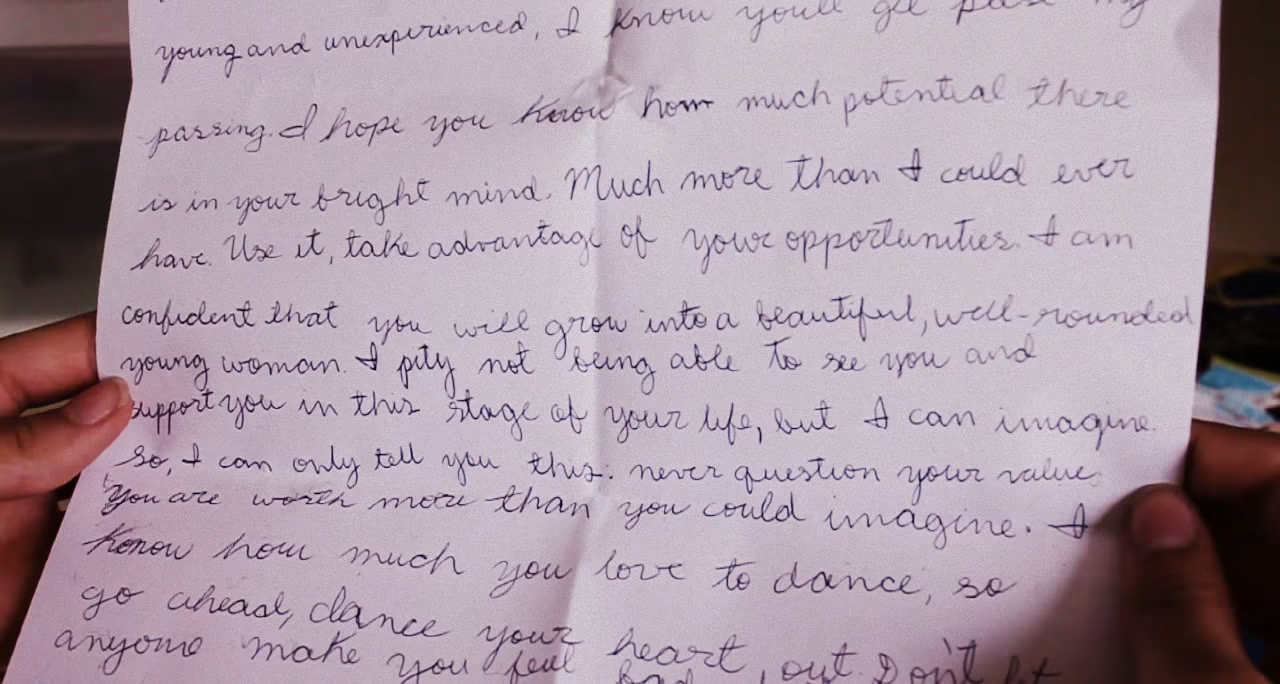 young and unexperienced, I know you'll get past my
passing. I hope you know how much potential there
is in your bright mind. Much more than I could ever
have. Use it, take advantage of your opportunities. I am
confident that you will grow into a beautiful, well-rounded
young woman. I pity not being able to see you and
support you in this stage of your life, but I can imagine.
So, I can only tell you this: never question your value.
You are worth more than you could imagine. I
know how much you love to dance, so
go ahead, dance your heart, out. Don't let
anyone make you feel bad